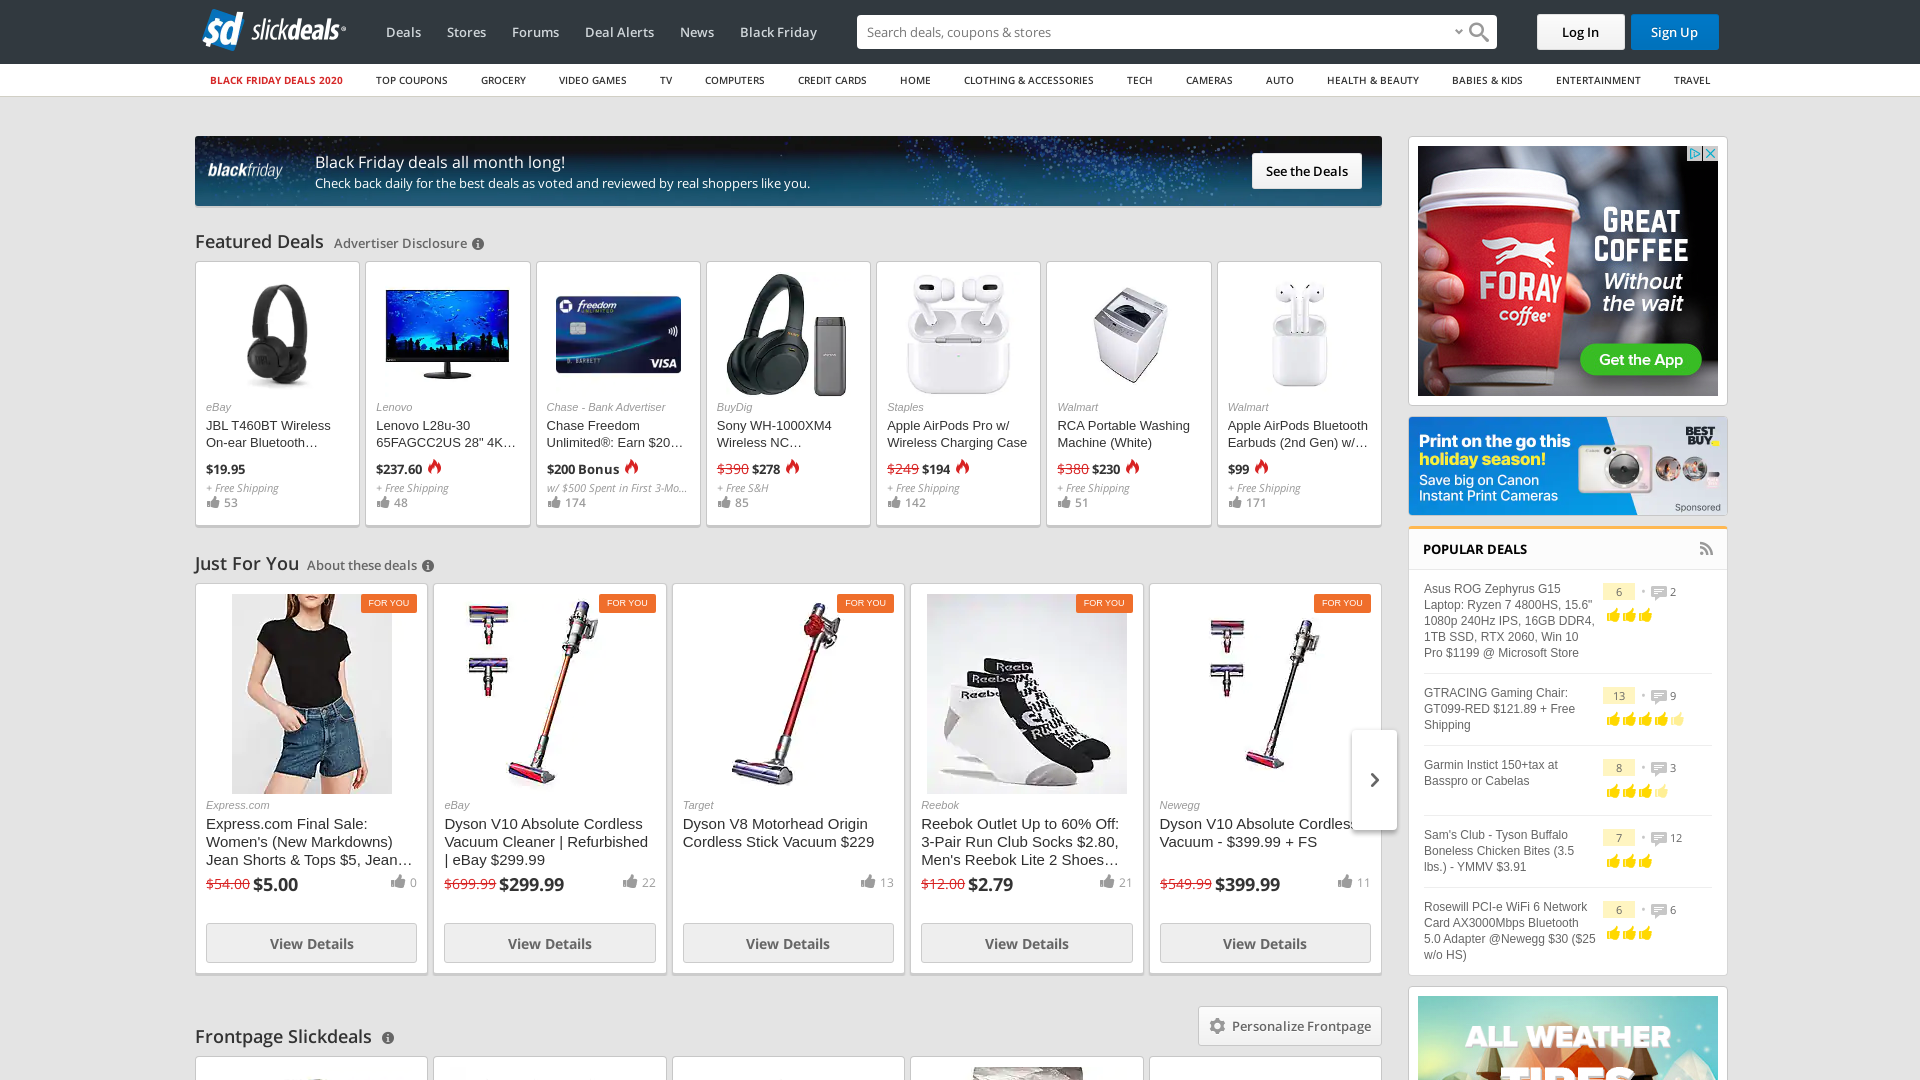 sd slickdeals®
Deals
Stores
Forums
Deal Alerts
News
Black Friday
Search deals, coupons & stores
Log In
Sign Up
BLACK FRIDAY DEALS 2020
TOP COUPONS
GROCERY
VIDEO GAMES
TV
COMPUTERS
CREDIT CARDS
HOME
CLOTHING & ACCESSORIES
TECH
CAMERAS
AUTO
HEALTH & BEAUTY
BABIES & KIDS
ENTERTAINMENT
TRAVEL
blackfriday
Black Friday deals all month long!
Check back daily for the best deals as voted and reviewed by real shoppers like you.
See the Deals
Featured Deals Advertiser Disclosure
eBay
JBL T460BT Wireless
On-ear Bluetooth…
$19.95
+ Free Shipping
53
Lenovo
Lenovo L28u-30
65FAGCC2US 28" 4K…
$237.60
+ Free Shipping
48
freedom
UNLIMITED
VISA
Chase - Bank Advertiser
Chase Freedom
Unlimited®: Earn $20…
$200 Bonus
w/ $500 Spent in First 3-Mo...
174
BuyDig
Sony WH-1000XM4
Wireless NC…
$390 $278
+ Free S&H
85
Staples
Apple AirPods Pro w/
Wireless Charging Case
$249 $194
+ Free Shipping
142
Walmart
RCA Portable Washing
Machine (White)
$380 $230
+ Free Shipping
51
Walmart
Apple AirPods Bluetooth
Earbuds (2nd Gen) w/…
$99
+ Free Shipping
171
Just For You About these deals
FOR YOU
Express.com
Express.com Final Sale:
Women's (New Markdowns)
Jean Shorts & Tops $5, Jean…
$54.00 $5.00
0
View Details
FOR YOU
eBay
Dyson V10 Absolute Cordless
Vacuum Cleaner | Refurbished
| eBay $299.99
$699.99 $299.99
22
View Details
FOR YOU
Target
Dyson V8 Motorhead Origin
Cordless Stick Vacuum $229
13
View Details
FOR YOU
Reebok
Reebok Outlet Up to 60% Off:
3-Pair Run Club Socks $2.80,
Men's Reebok Lite 2 Shoes…
$12.00 $2.79
21
View Details
FOR YOU
Newegg
Dyson V10 Absolute Cordless
Vacuum - $399.99 + FS
$549.99 $399.99
11
View Details
Frontpage Slickdeals
Personalize Frontpage
GREAT
COFFEE
Without
the wait
FORAY
coffee
Get the App
Print on the go this
holiday season!
Save big on Canon
Instant Print Cameras
BEST
BUY
Sponsored
POPULAR DEALS
Asus ROG Zephyrus G15
Laptop: Ryzen 7 4800HS, 15.6"
1080p 240Hz IPS, 16GB DDR4,
1TB SSD, RTX 2060, Win 10
Pro $1199 @ Microsoft Store
6 • 2
GTRACING Gaming Chair:
GT099-RED $121.89 + Free
Shipping
13 • 9
Garmin Instict 150+tax at
Basspro or Cabelas
8 • 3
Sam's Club - Tyson Buffalo
Boneless Chicken Bites (3.5
lbs.) - YMMV $3.91
7 • 12
Rosewill PCI-e WiFi 6 Network
Card AX3000Mbps Bluetooth
5.0 Adapter @Newegg $30 ($25
w/o HS)
6 • 6
ALL WEATHER
TIRES